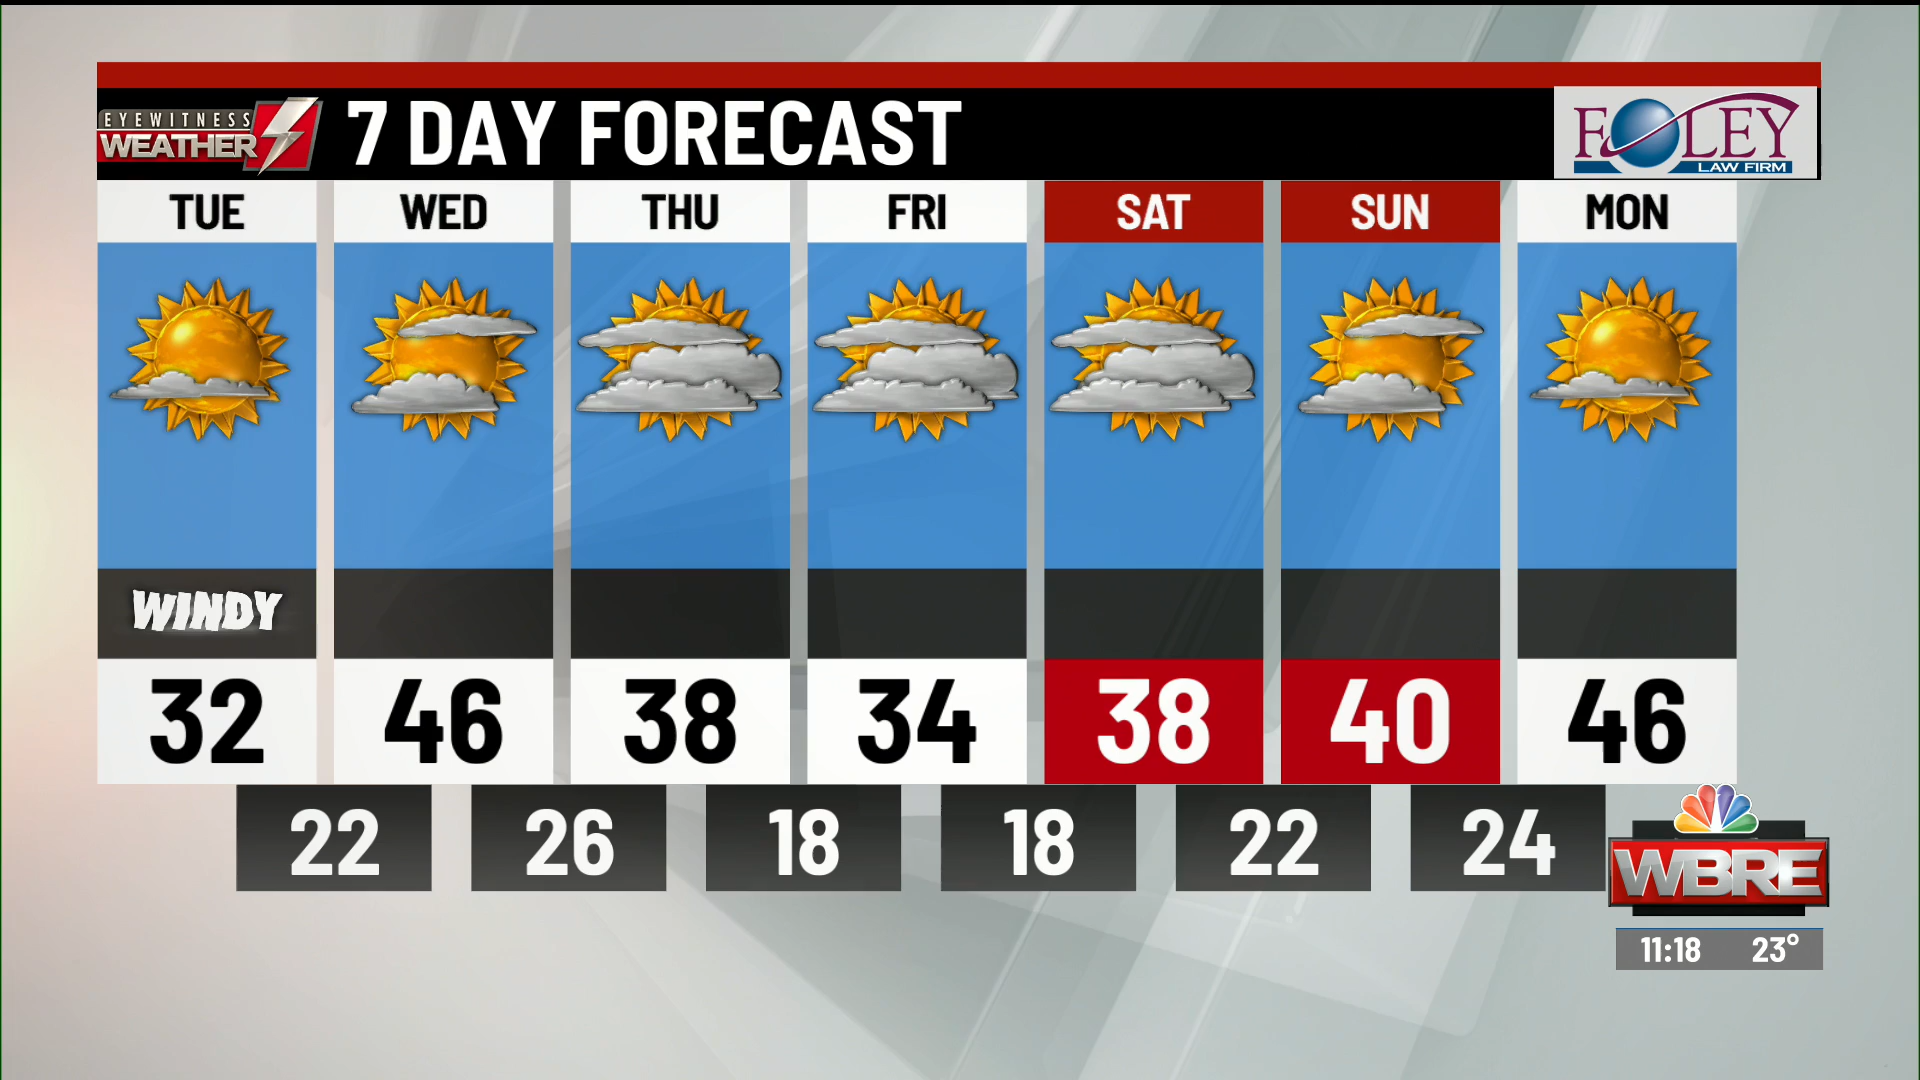 EYEWITNESS
WEATHER
7 DAY FORECAST
FOLEY
LAW FIRM
TUE WED THU FRI SAT SUN MON
WINDY
32 46 38 34 38 40 46
22 26 18 18 22 24
WBRE
11:18 23°